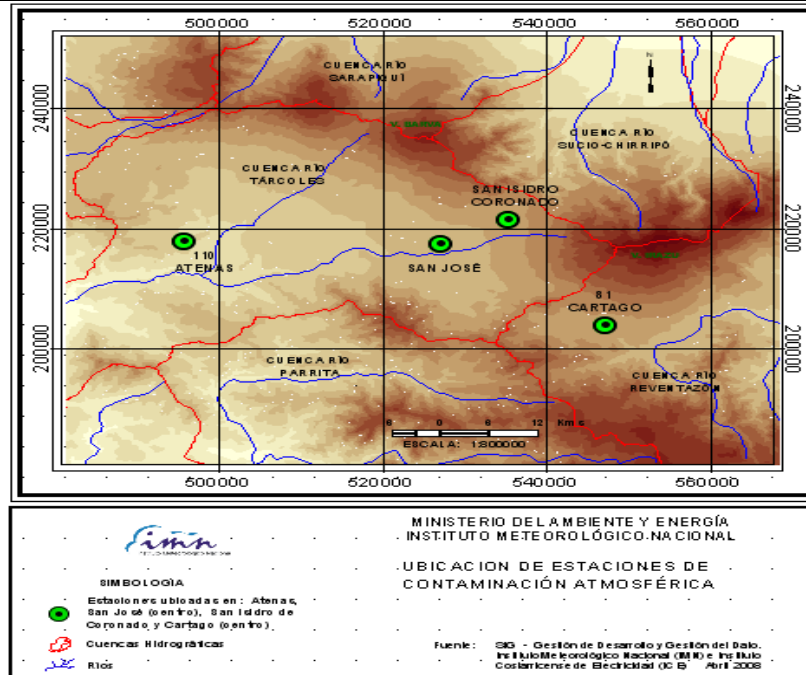 500000 520000 540000 560000
240000 240000
220000 220000
200000 200000
CUENCA RÍO
SARAPIQUÍ
N
CUENCA RÍO
SUCIO-CHIRRIPÓ
CUENCA RÍO
TÁRCOLES
SAN ISIDRO
CORONADO
110
ATENAS
SAN JOSÉ
81
CARTAGO
CUENCA RÍO
PARRITA
CUENCA RÍO
REVENTAZÓN
6 0 6 12 Kms
ESCALA: 1:800000
500000 520000 540000 560000
imn
MINISTERIO DEL AMBIENTE Y ENERGÍA
INSTITUTO METEOROLÓGICO NACIONAL
UBICACION DE ESTACIONES DE
CONTAMINACIÓN ATMOSFÉRICA
SIMBOLOGÍA
Estaciones ubicadas en: Atenas,
San José (centro), San Isidro de
Coronado y Cartago (centro)
Cuencas Hidrográficas
Ríos
Fuente: SIG - Gestión de Desarrollo y Gestión del Dato.
Instituto Meteorológico Nacional (IMN) e Instituto
Costarricense de Electricidad (ICE) Abril 2008